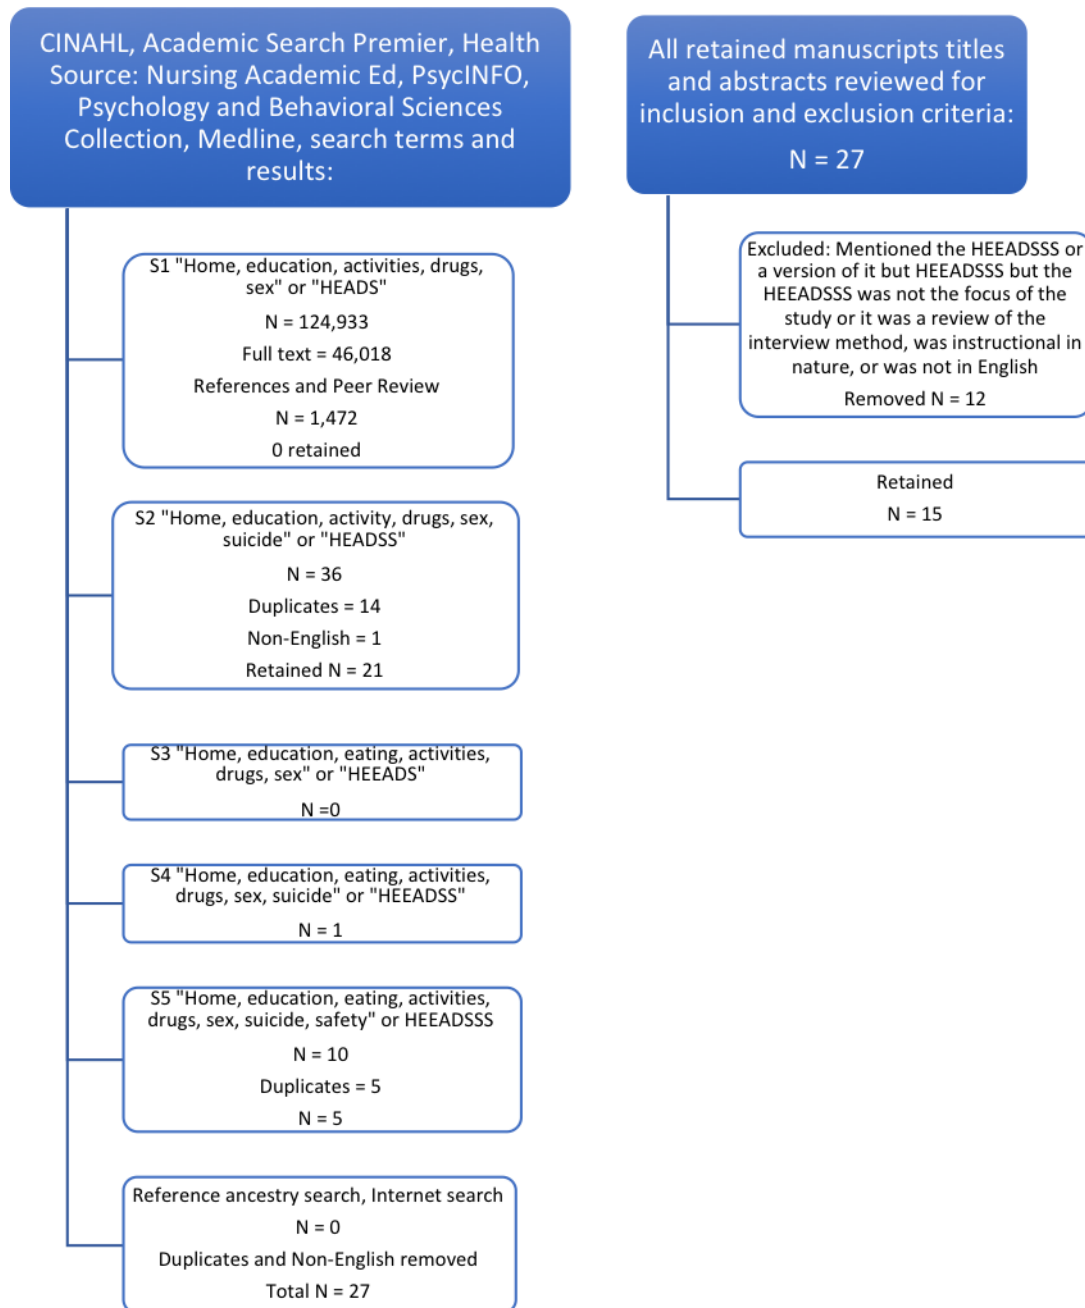 CINAHL, Academic Search Premier, Health
Source: Nursing Academic Ed, PsycINFO,
Psychology and Behavioral Sciences
Collection, Medline, search terms and
results:
S1 "Home, education, activities, drugs,
sex" or "HEADS"
N = 124,933
Full text = 46,018
References and Peer Review
N = 1,472
0 retained
S2 "Home, education, activity, drugs, sex,
suicide" or "HEADSS"
N = 36
Duplicates = 14
Non-English = 1
Retained N = 21
S3 "Home, education, eating, activities,
drugs, sex" or "HEEADS"
N =0
S4 "Home, education, eating, activities,
drugs, sex, suicide" or "HEEADSS"
N = 1
S5 "Home, education, eating, activities,
drugs, sex, suicide, safety" or HEEADSSS
N = 10
Duplicates = 5
N = 5
Reference ancestry search, Internet search
N = 0
Duplicates and Non-English removed
Total N = 27
All retained manuscripts titles
and abstracts reviewed for
inclusion and exclusion criteria:
N = 27
Excluded: Mentioned the HEEADSSS or
a version of it but HEEADSSS but the
HEEADSSS was not the focus of the
study or it was a review of the
interview method, was instructional in
nature, or was not in English
Removed N = 12
Retained
N = 15